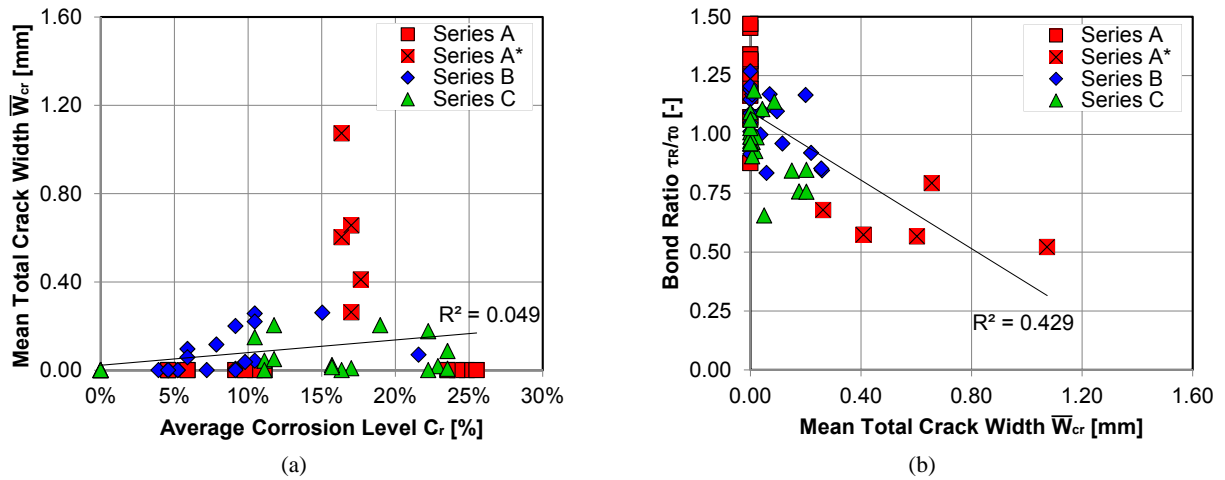 1.60
1.20
0.80
0.40
0.00
0%
5%
10%
15%
20%
25%
30%
Mean Total Crack Width W̅cr [mm]
Average Corrosion Level Cr [%]
Series A
Series A*
Series B
Series C
R² = 0.049
(a)
1.50
1.25
1.00
0.75
0.50
0.25
0.00
0.00
0.40
0.80
1.20
1.60
Bond Ratio τR/τ0 [-]
Mean Total Crack Width W̅cr [mm]
Series A
Series A*
Series B
Series C
R² = 0.429
(b)